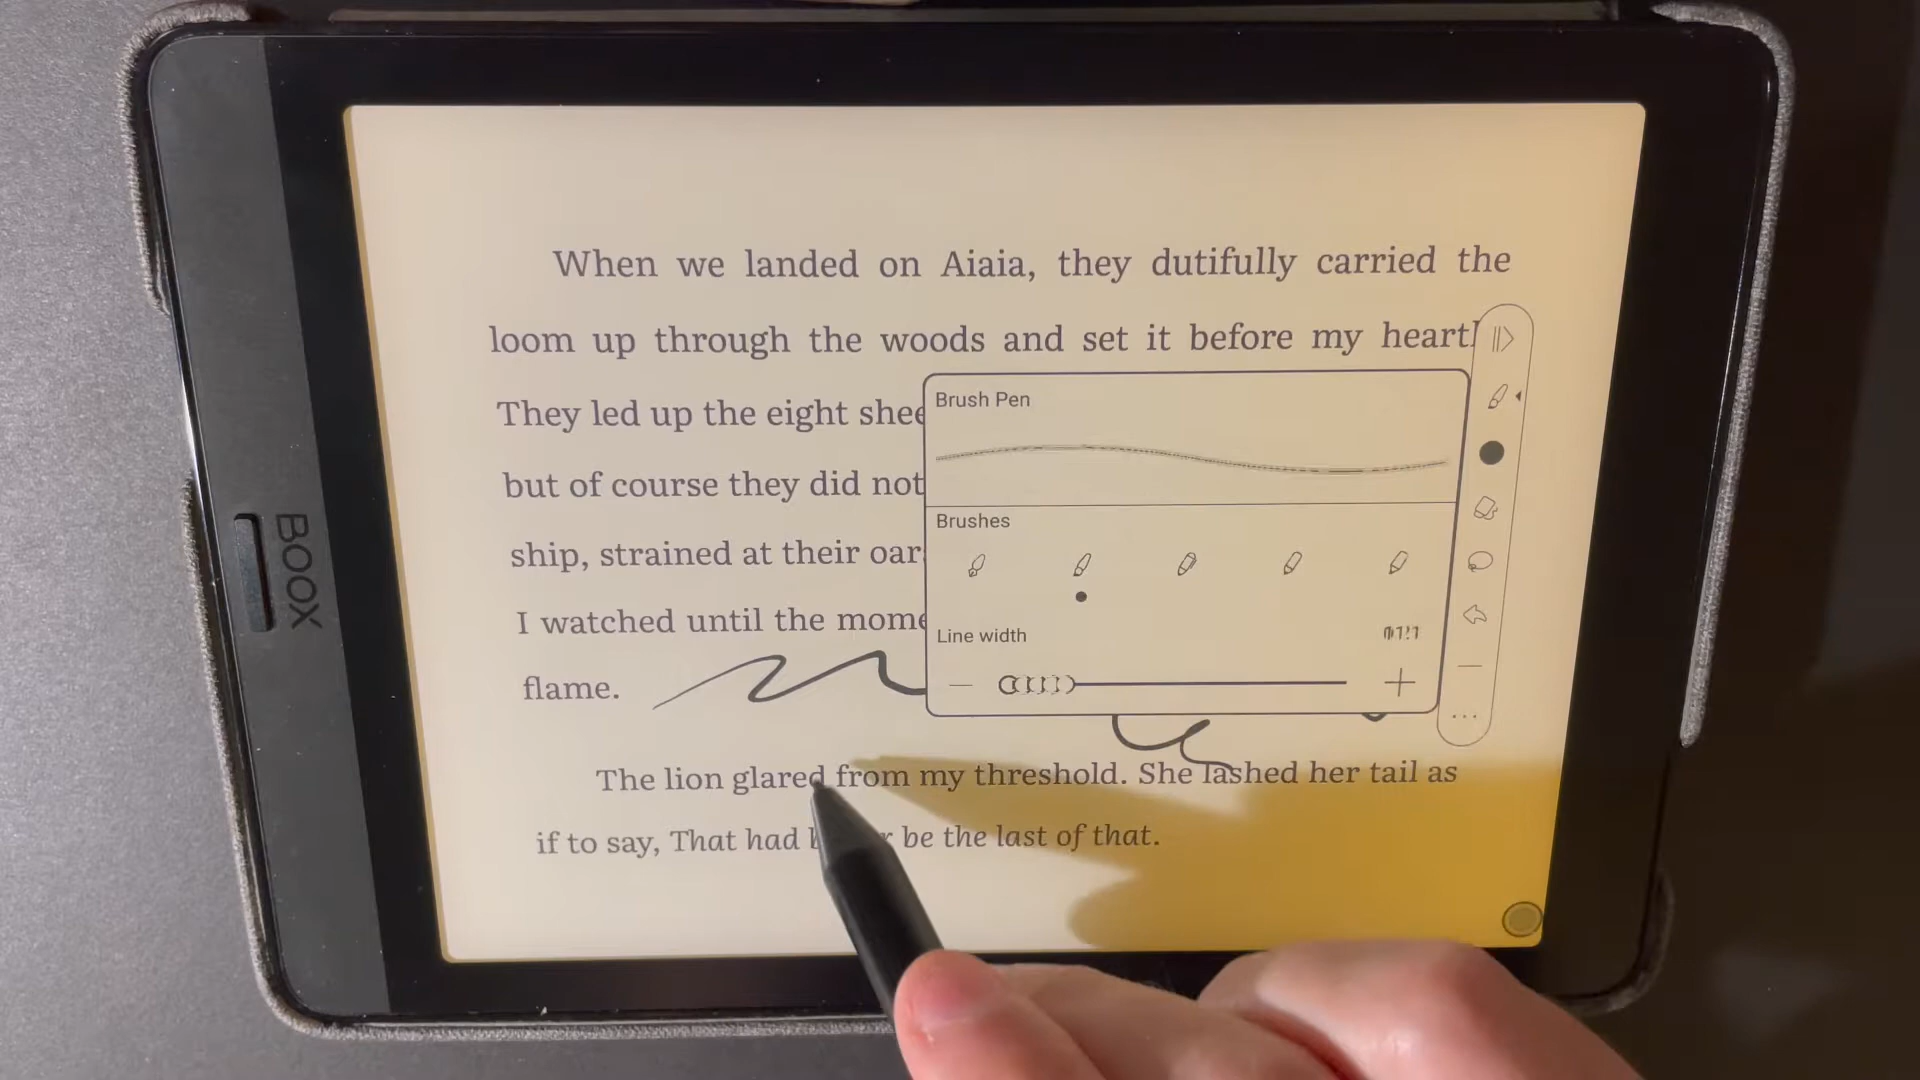 When we landed on Aiaia, they dutifully carried the
loom up through the woods and set it before my heartl
They led up the eight shee
but of course they did not
ship, strained at their oar
I watched until the mome
flame.
Brush Pen
Brushes
Line width
The lion glared from my threshold. She lashed her tail as
if to say, That had be the last of that.
BOOX